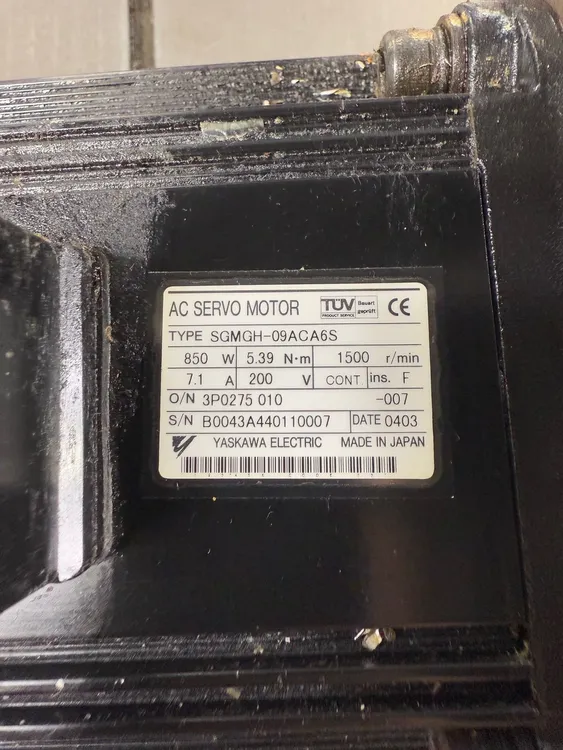 AC SERVO MOTOR TÜV PRODUCT SERVICE Bauart geprüft CE
TYPE SGMGH-09ACA6S
850 W 5.39 N·m 1500 r/min
7.1 A 200 V CONT ins. F
O/N 3P0275 010 -007
S/N B0043A440110007 DATE 0403
YASKAWA ELECTRIC MADE IN JAPAN